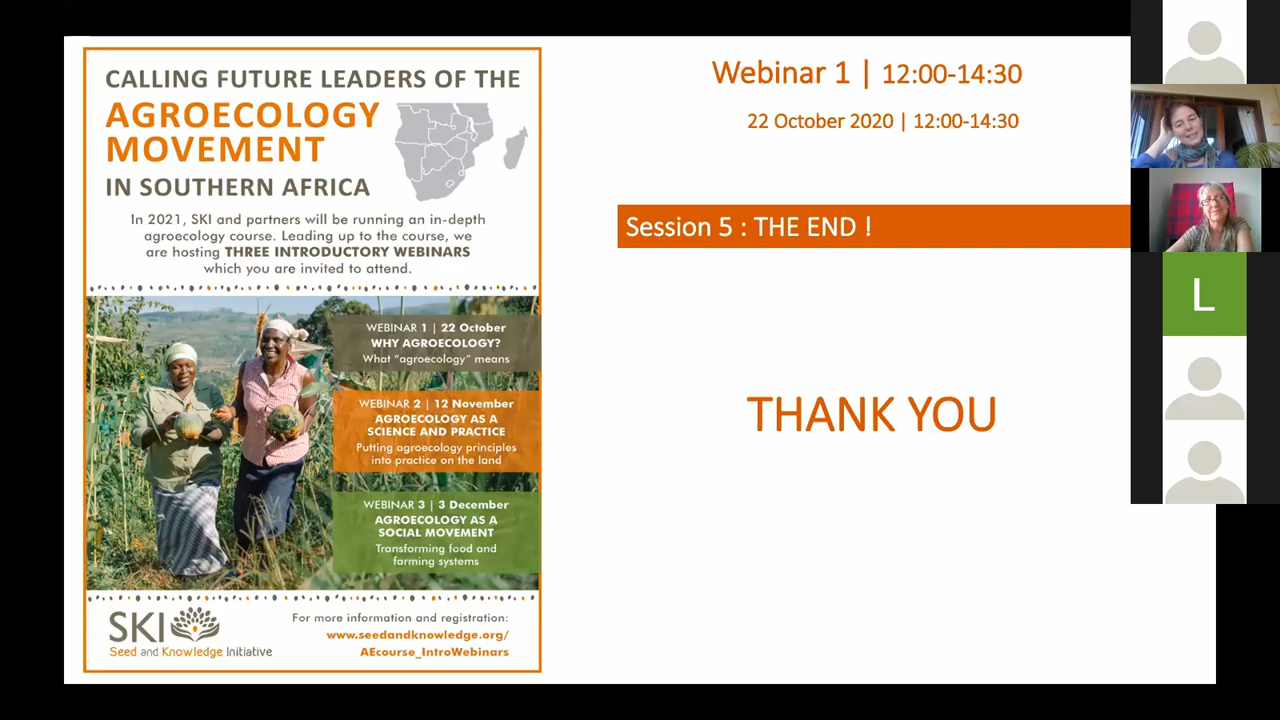 CALLING FUTURE LEADERS OF THE
AGROECOLOGY
MOVEMENT
IN SOUTHERN AFRICA
In 2021, SKI and partners will be running an in-depth
agroecology course. Leading up to the course, we
are hosting THREE INTRODUCTORY WEBINARS
which you are invited to attend.
WEBINAR 1 | 22 October
WHY AGROECOLOGY?
What “agroecology” means
WEBINAR 2 | 12 November
AGROECOLOGY AS A
SCIENCE AND PRACTICE
Putting agroecology principles
into practice on the land
WEBINAR 3 | 3 December
AGROECOLOGY AS A
SOCIAL MOVEMENT
Transforming food and
farming systems
SKI
Seed and Knowledge Initiative
For more information and registration:
www.seedandknowledge.org/
AEcourse_IntroWebinars
Webinar 1 | 12:00-14:30
22 October 2020 | 12:00-14:30
Session 5 : THE END !
THANK YOU
L